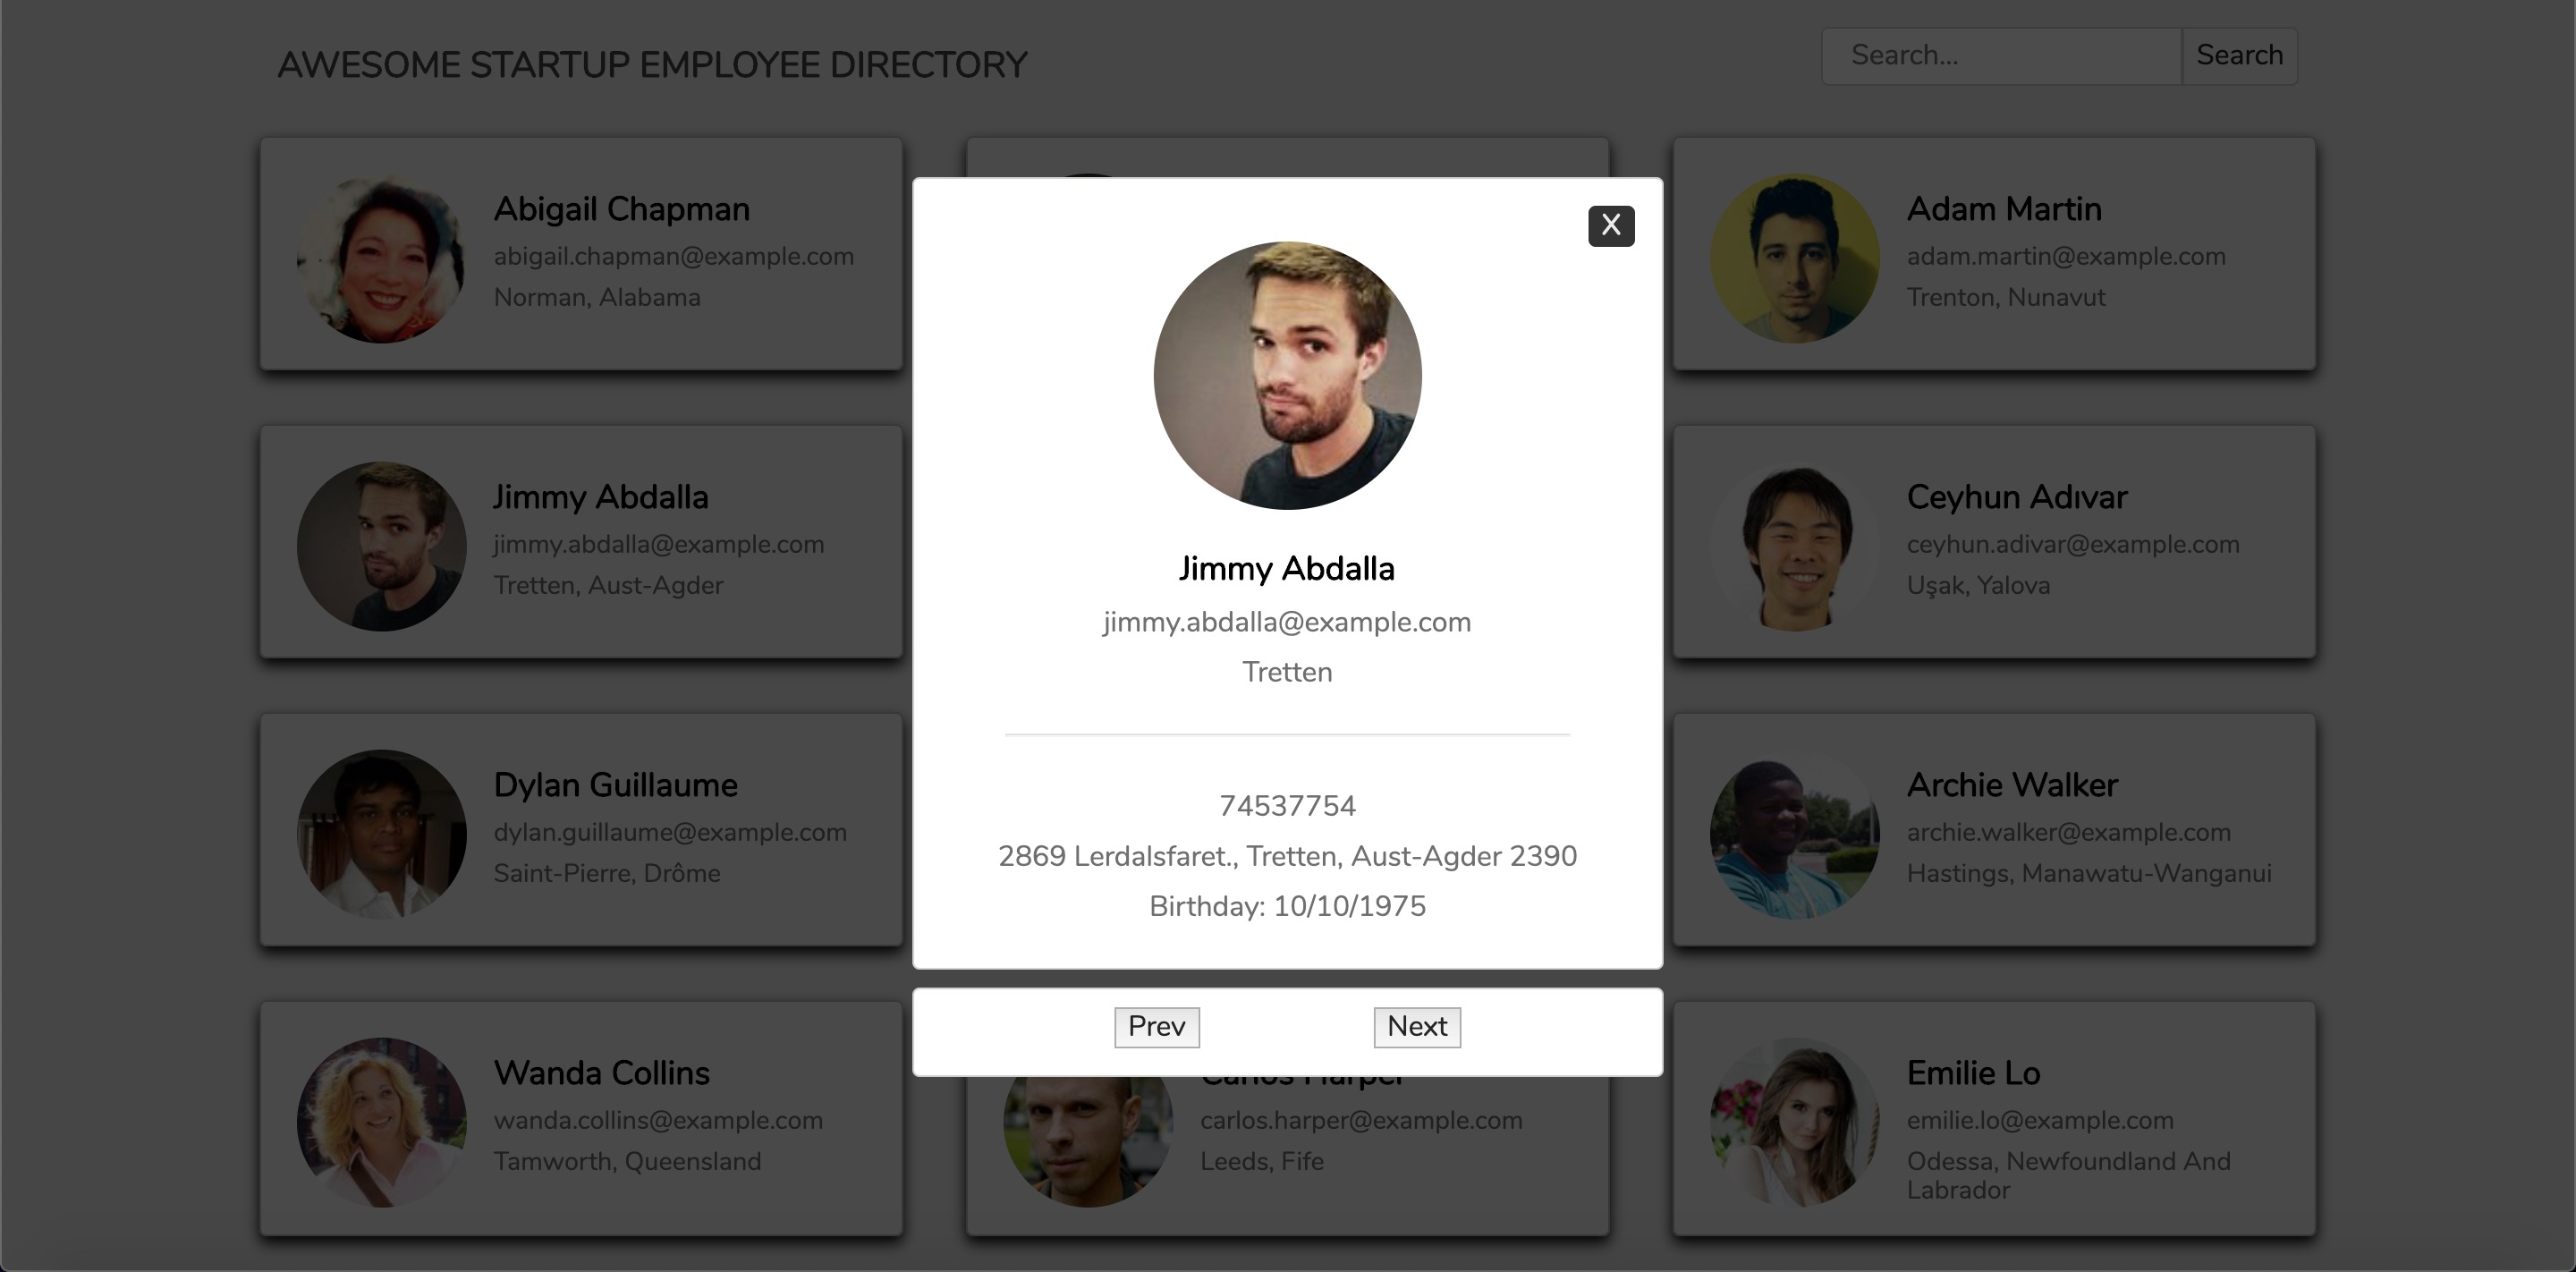 AWESOME STARTUP EMPLOYEE DIRECTORY
Search...
Search
Abigail Chapman
abigail.chapman@example.com
Norman, Alabama
Adam Martin
adam.martin@example.com
Trenton, Nunavut
Jimmy Abdalla
jimmy.abdalla@example.com
Tretten, Aust-Agder
Ceyhun Adıvar
ceyhun.adivar@example.com
Uşak, Yalova
Dylan Guillaume
dylan.guillaume@example.com
Saint-Pierre, Drôme
Archie Walker
archie.walker@example.com
Hastings, Manawatu-Wanganui
Wanda Collins
wanda.collins@example.com
Tamworth, Queensland
Carlos Harper
carlos.harper@example.com
Leeds, Fife
Emilie Lo
emilie.lo@example.com
Odessa, Newfoundland And
Labrador
X
Jimmy Abdalla
jimmy.abdalla@example.com
Tretten
74537754
2869 Lerdalsfaret., Tretten, Aust-Agder 2390
Birthday: 10/10/1975
Prev
Next